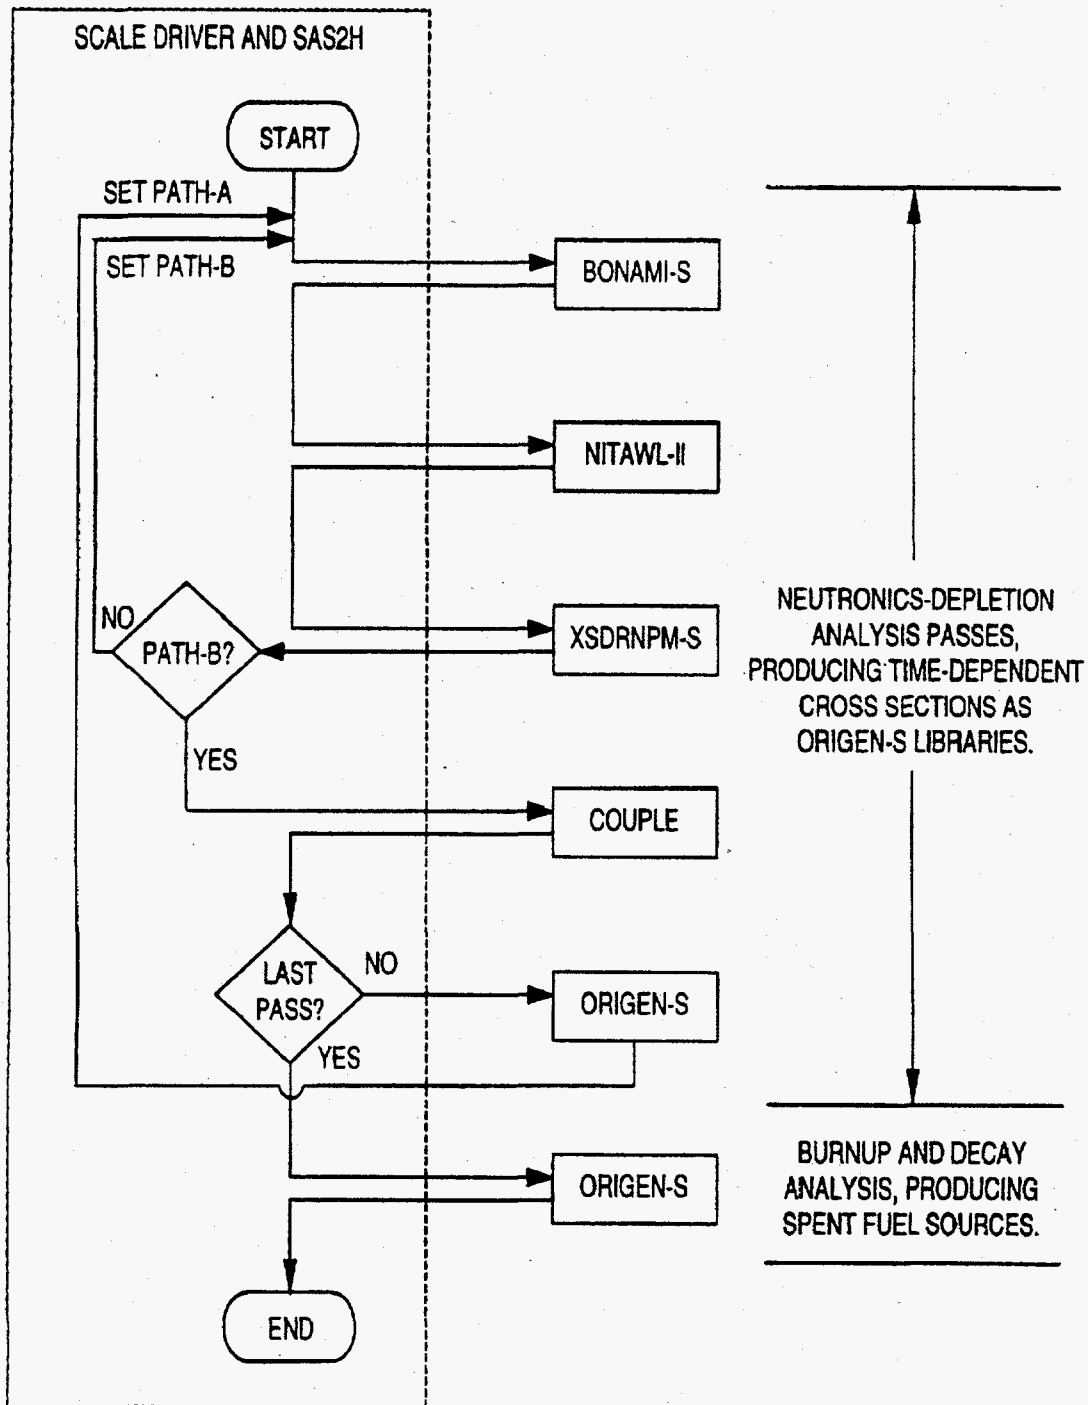 SCALE DRIVER AND SAS2H
START
SET PATH-A
SET PATH-B
BONAMI-S
NITAWL-II
NO
PATH-B?
XSDRNPM-S
YES
NEUTRONICS-DEPLETION
ANALYSIS PASSES,
PRODUCING TIME-DEPENDENT
CROSS SECTIONS AS
ORIGEN-S LIBRARIES.
COUPLE
LAST
PASS?
NO
ORIGEN-S
YES
ORIGEN-S
BURNUP AND DECAY
ANALYSIS, PRODUCING
SPENT FUEL SOURCES.
END